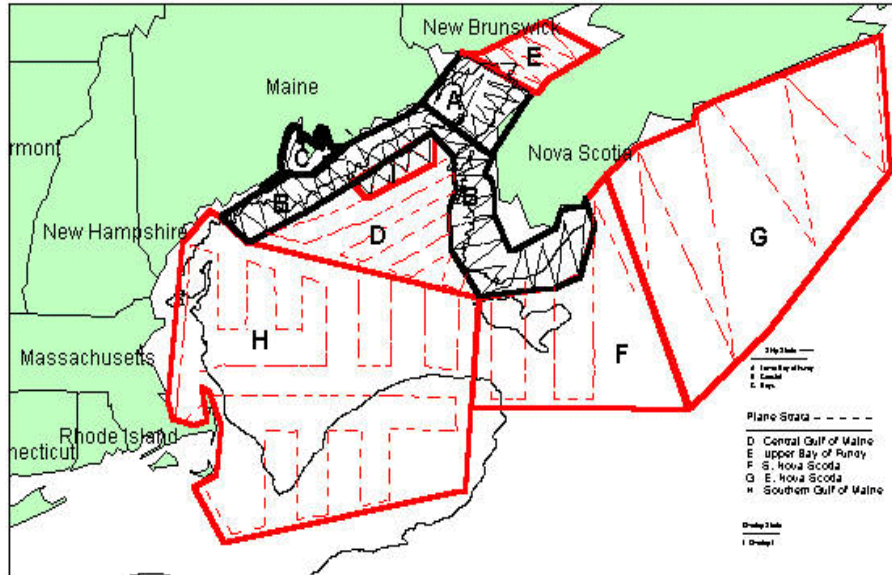 New Brunswick
E
Maine
A
C
Nova Scotia
B
B
rmont
New Hampshire
D
G
H
F
Massachusetts
Rhode Island
necticut
Plane Strata
D Central Gulf of Maine
E Upper Bay of Fundy
F S. Nova Scotia
G E. Nova Scotia
H Southern Gulf of Maine